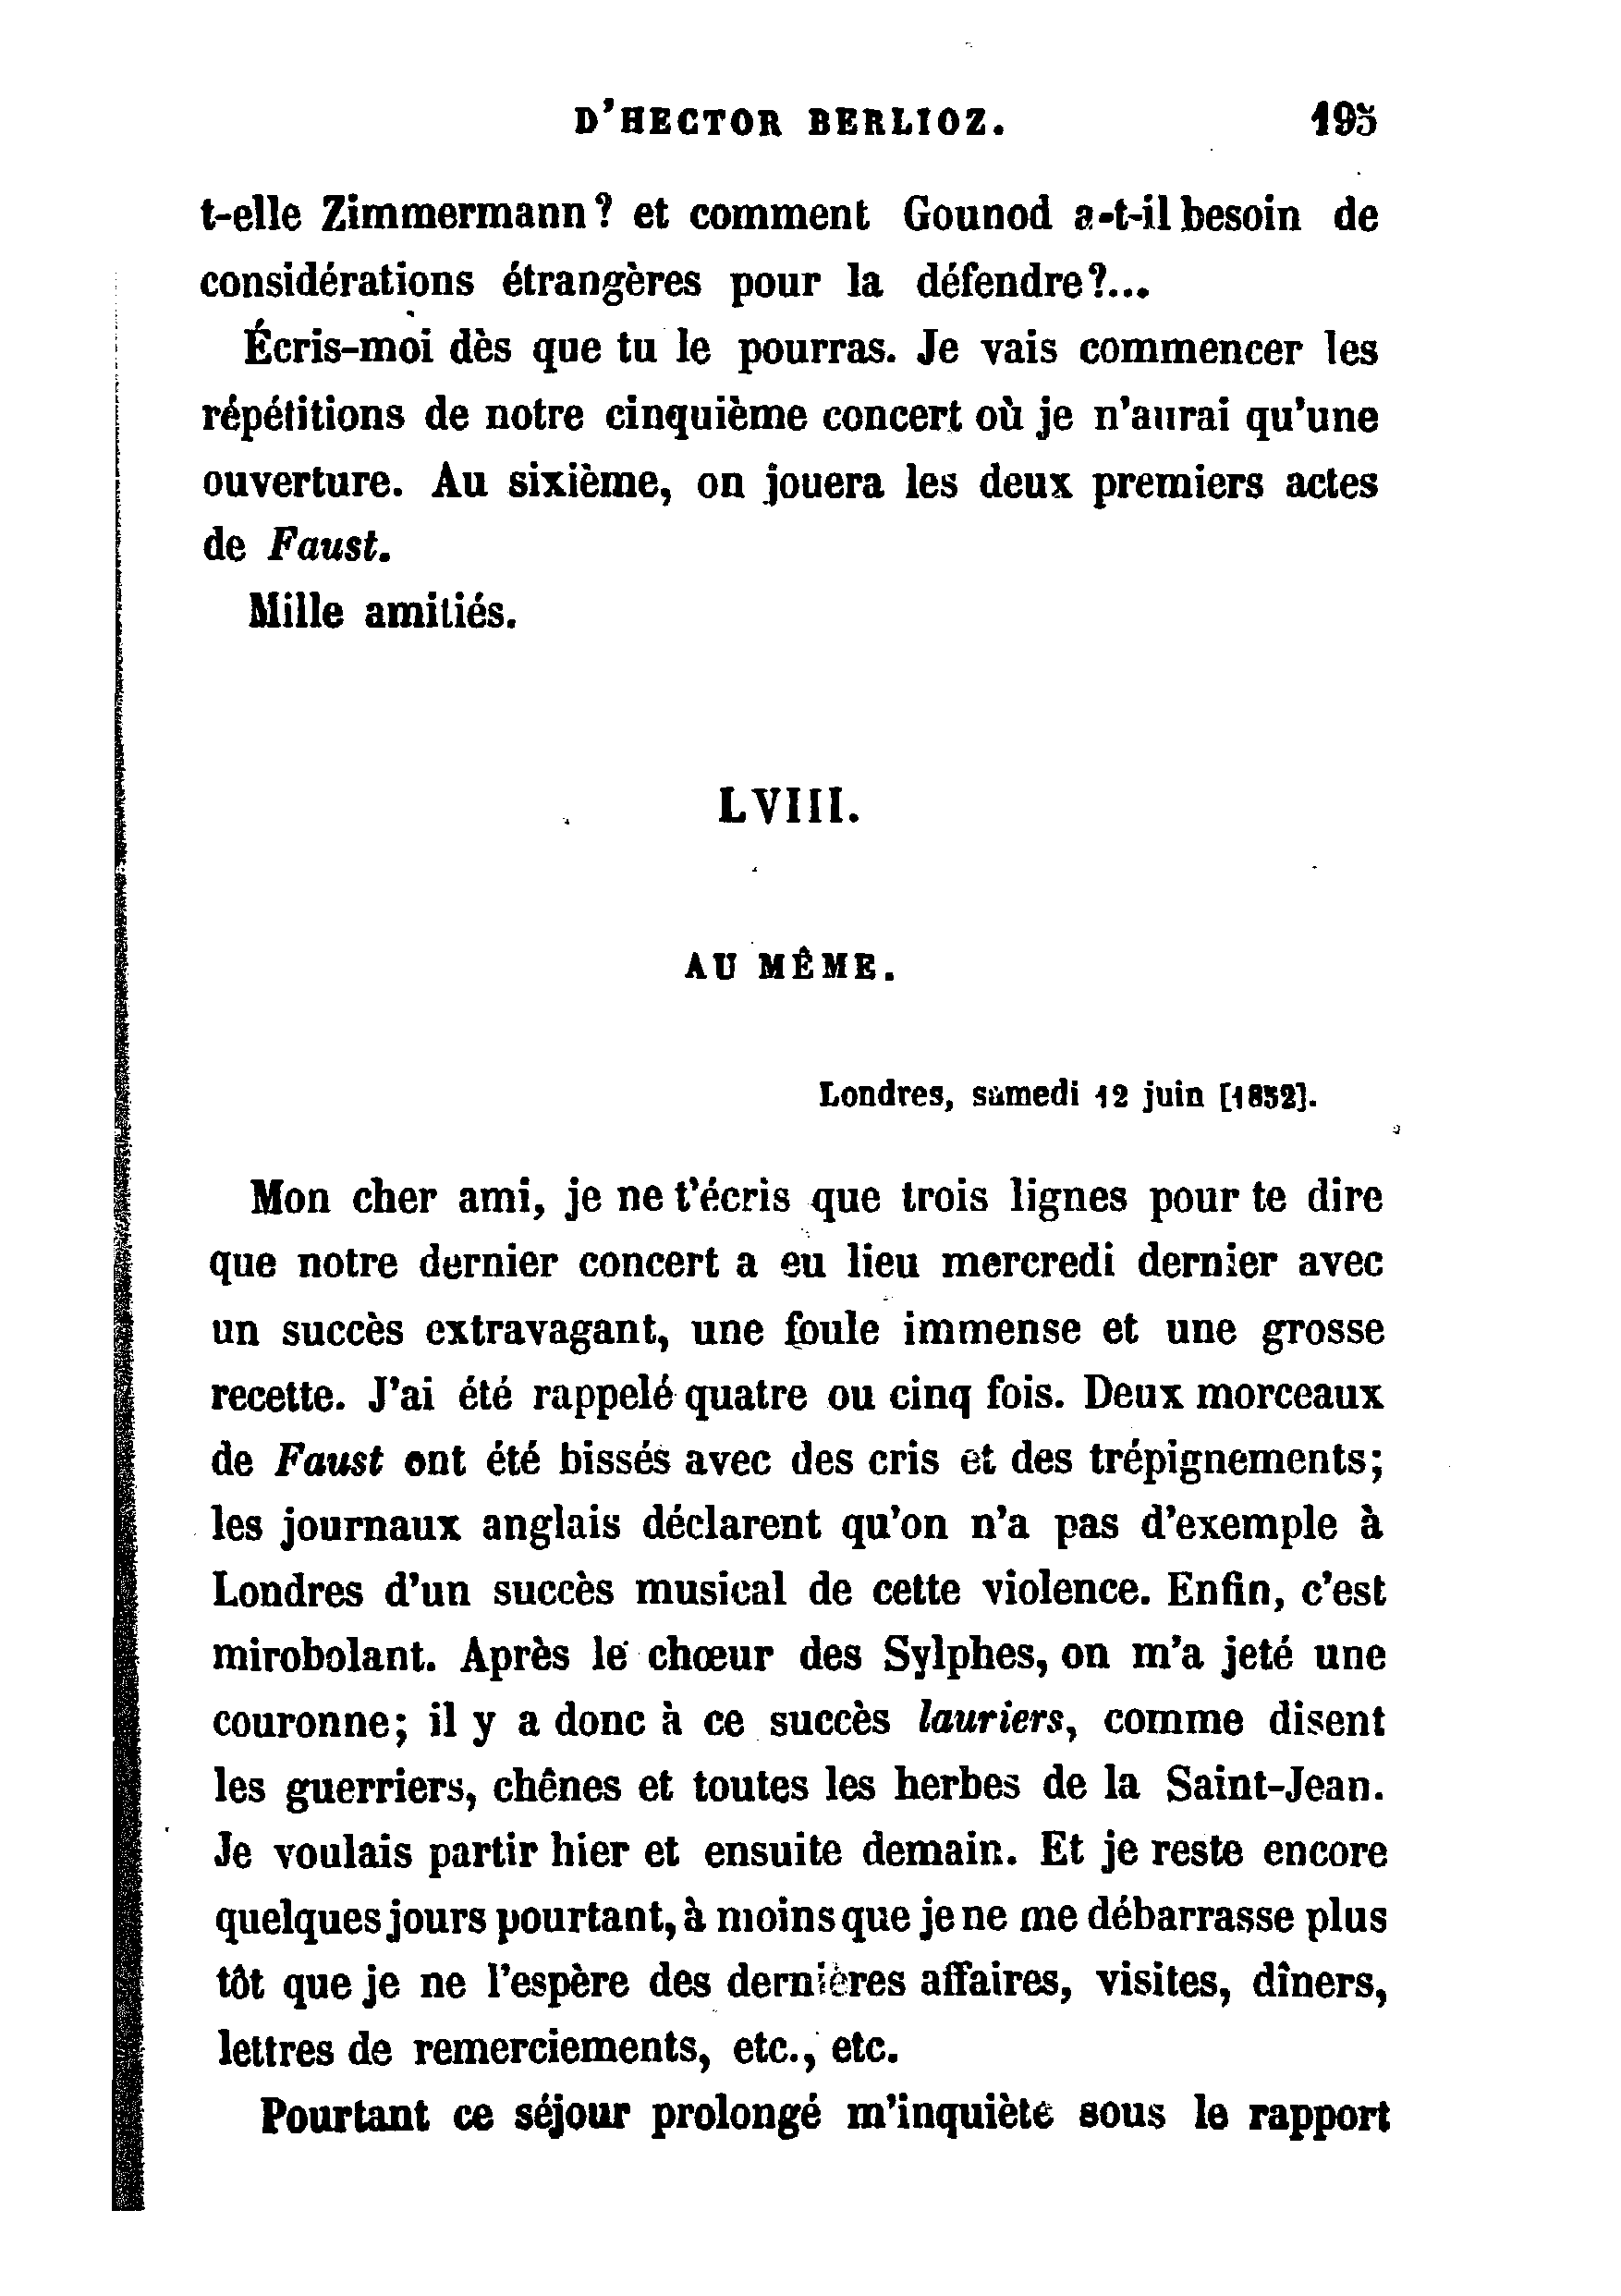 D'HECTOR BERLIOZ. 195
t-elle Zimmermann? et comment Gounod a-t-il besoin de
considérations étrangères pour la défendre?...
Écris-moi dès que tu le pourras. Je vais commencer les
répétitions de notre cinquième concert où je n'aurai qu'une
ouverture. Au sixième, on jouera les deux premiers actes
de Faust.
Mille amitiés.
LVIII.
AU MÊME.
Londres, samedi 12 juin [1852].
Mon cher ami, je ne t'écris que trois lignes pour te dire
que notre dernier concert a eu lieu mercredi dernier avec
un succès extravagant, une foule immense et une grosse
recette. J'ai été rappelé quatre ou cinq fois. Deux morceaux
de Faust ont été bissés avec des cris et des trépignements;
les journaux anglais déclarent qu'on n'a pas d'exemple à
Londres d'un succès musical de cette violence. Enfin, c'est
mirobolant. Après le chœur des Sylphes, on m'a jeté une
couronne; il y a donc à ce succès lauriers, comme disent
les guerriers, chênes et toutes les herbes de la Saint-Jean.
Je voulais partir hier et ensuite demain. Et je reste encore
quelques jours pourtant, à moins que je ne me débarrasse plus
tôt que je ne l'espère des dernières affaires, visites, dîners,
lettres de remerciements, etc., etc.
Pourtant ce séjour prolongé m'inquiète sous le rapport